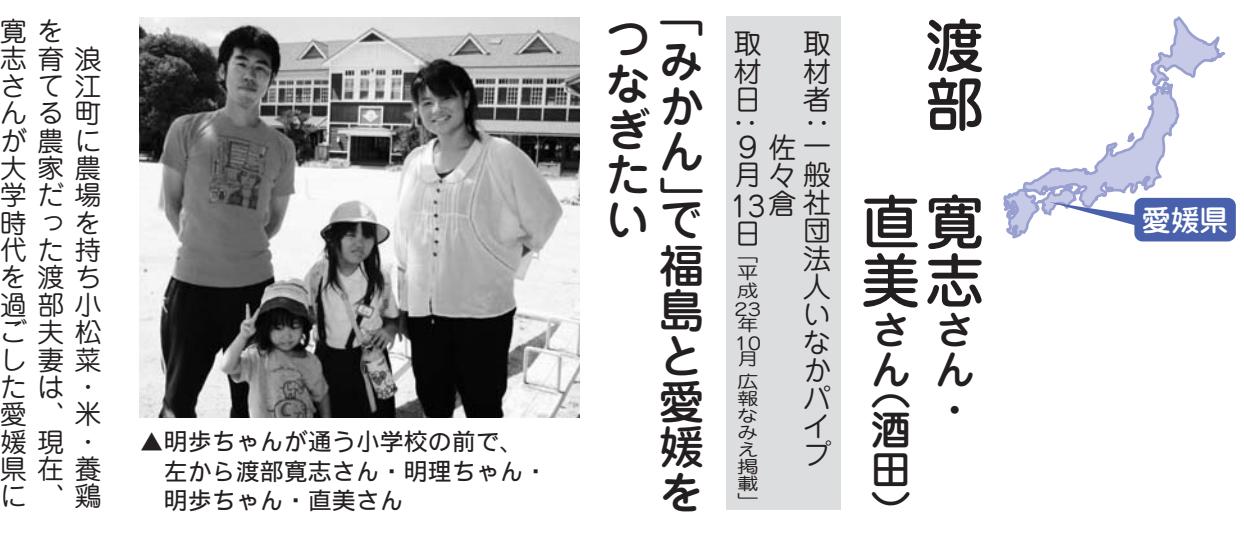 愛媛県
渡部 寛志さん・
直美さん（酒田）
取材者：一般社団法人いなかパイプ
佐々倉
取材日：9月13日「平成23年10月 広報なみえ掲載」
「みかん」で福島と愛媛を
つなぎたい
▲明歩ちゃんが通う小学校の前で、
左から渡部寛志さん・明理ちゃん・
明歩ちゃん・直美さん
浪江町に農場を持ち小松菜・米・養鶏
を育てる農家だった渡部夫妻は、現在、
寛志さんが大学時代を過ごした愛媛県に